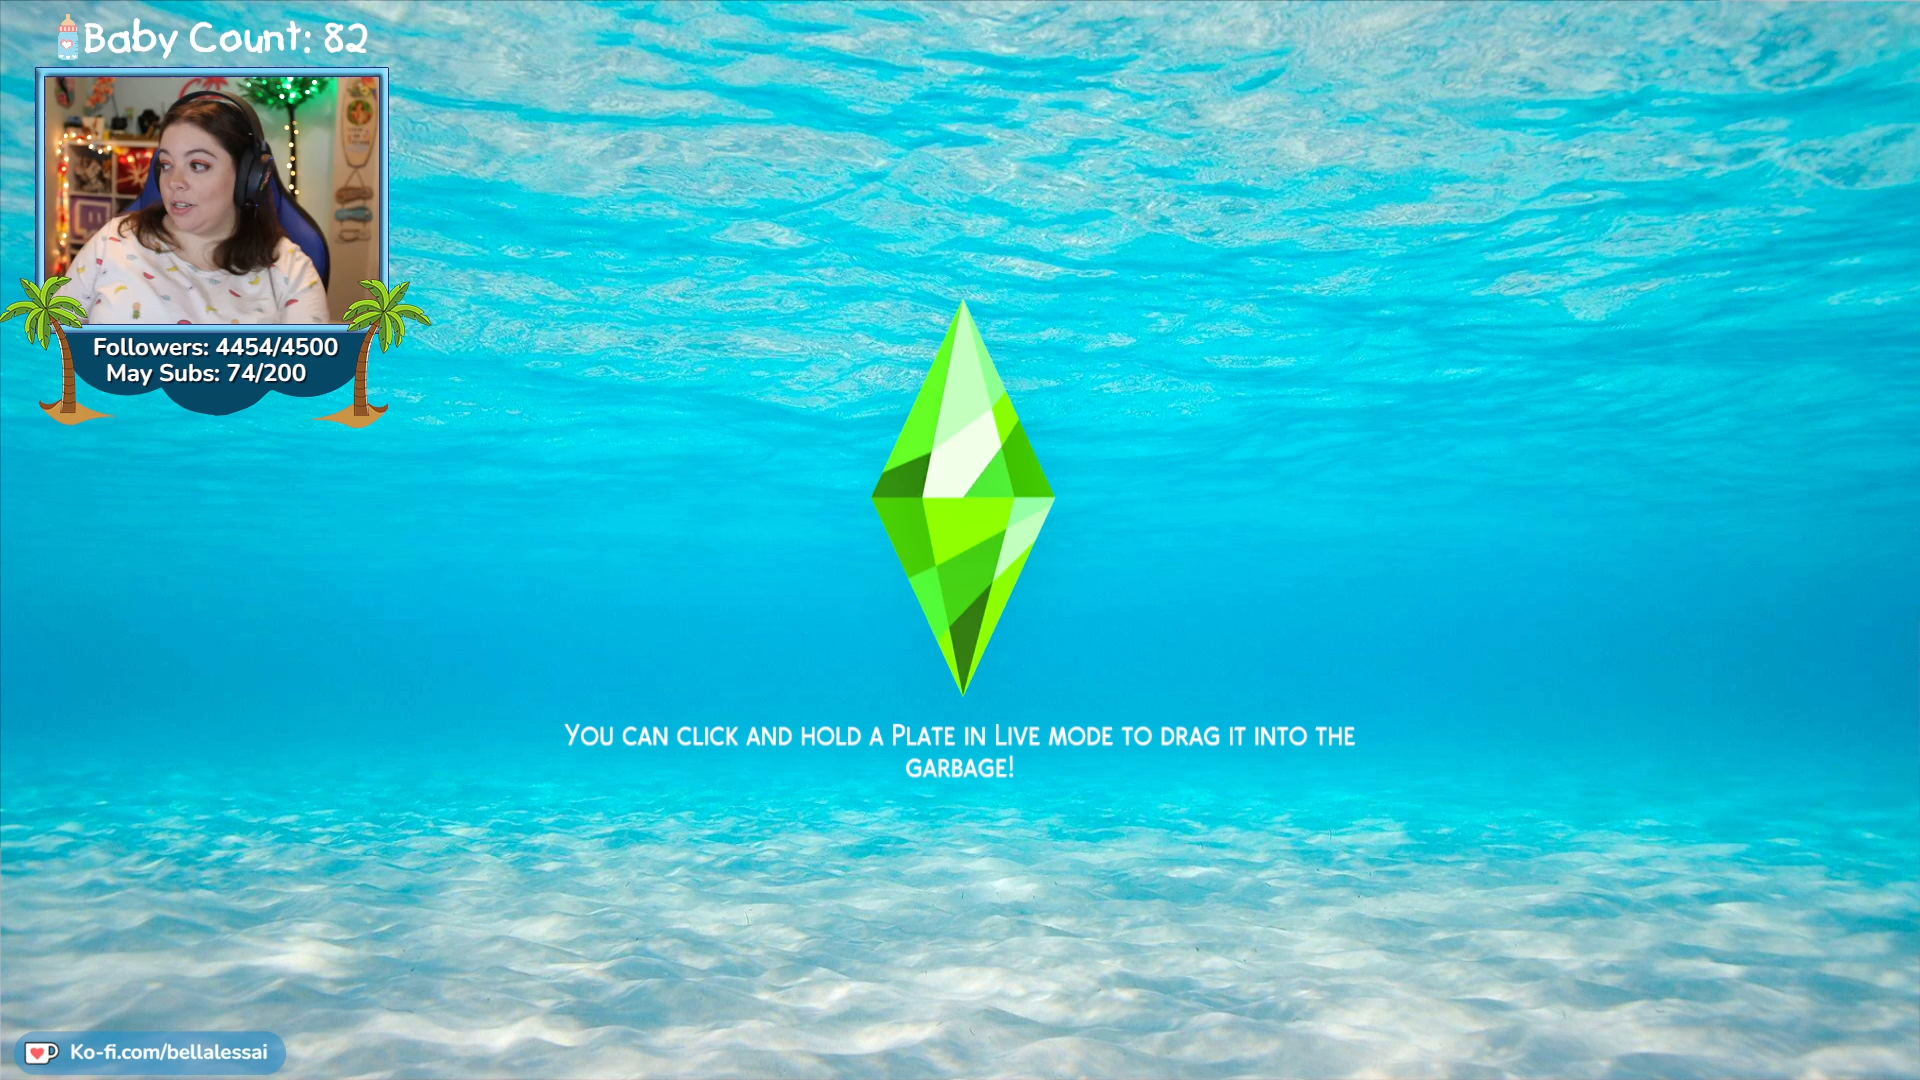 Baby Count: 82
Followers: 4454/4500
May Subs: 74/200
You can click and hold a Plate in Live mode to drag it into the
garbage!
Ko-fi.com/bellalessai